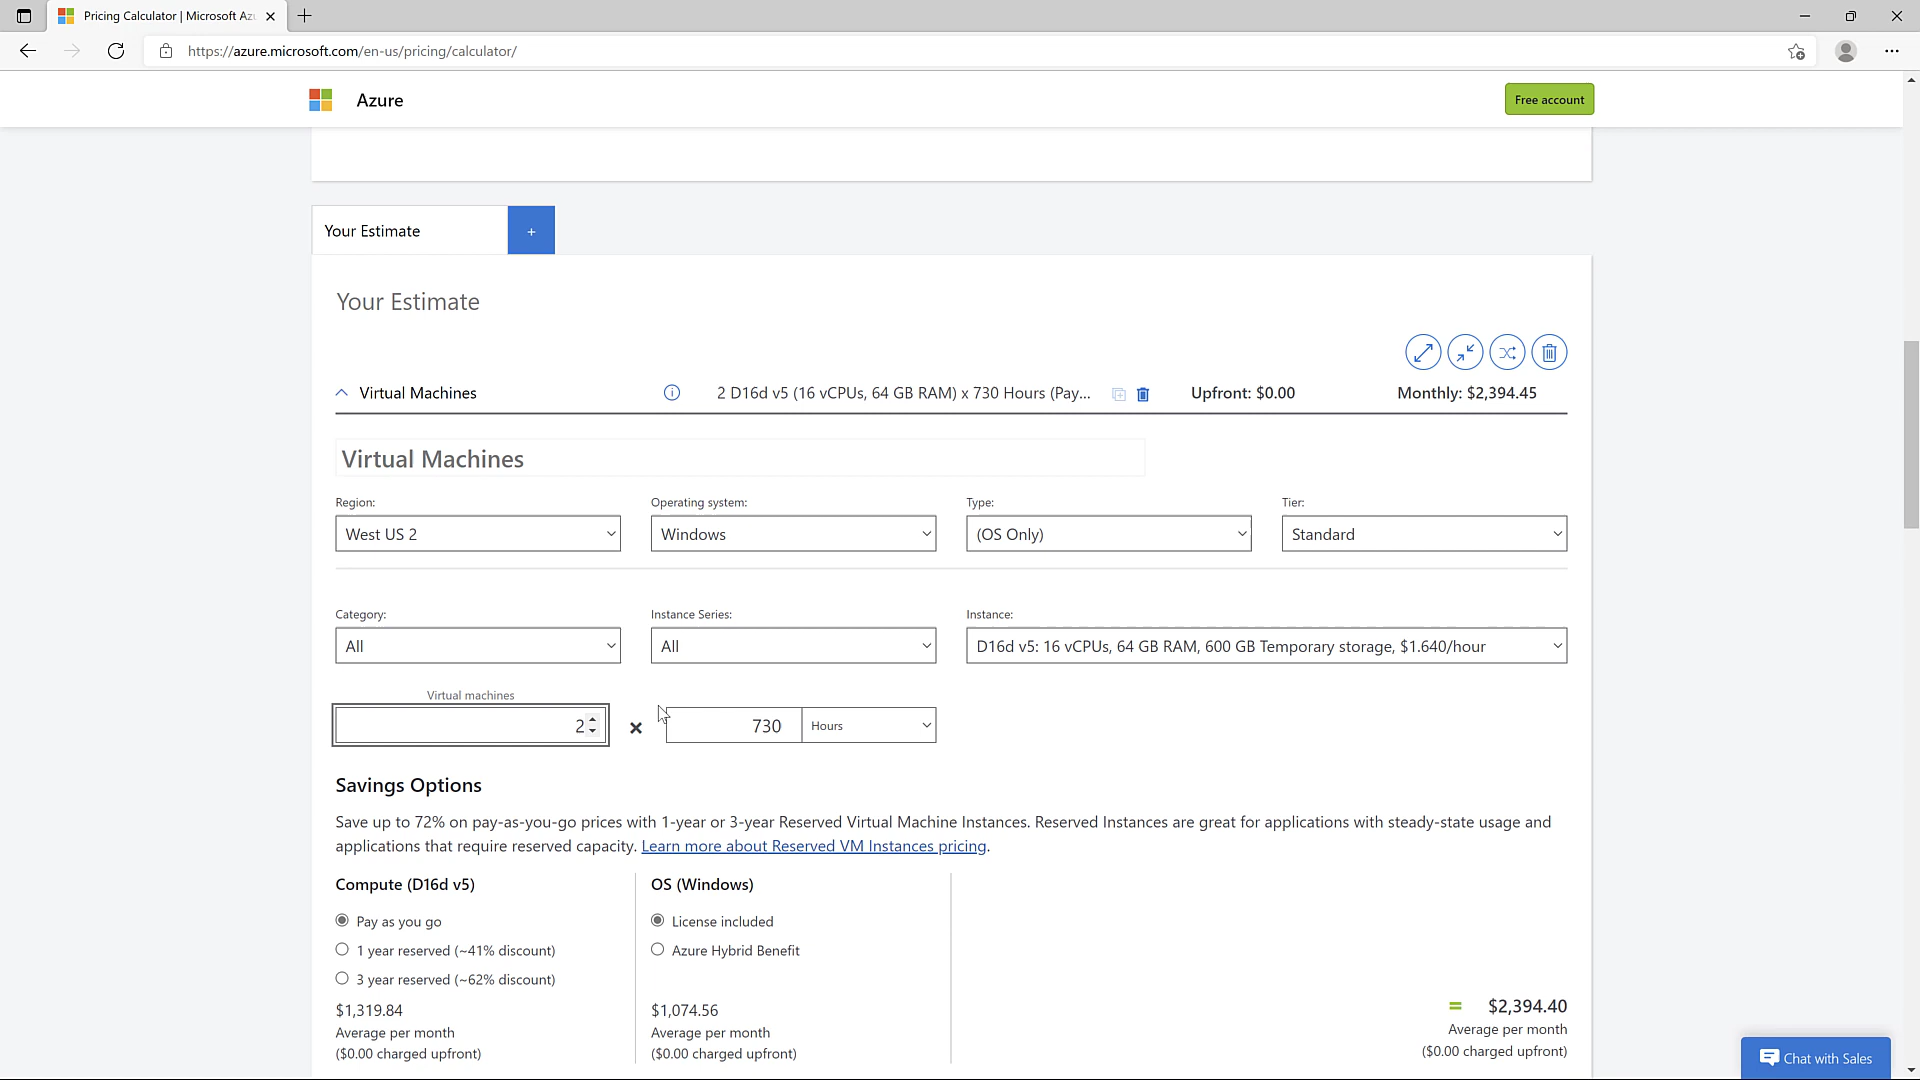 Pricing Calculator | Microsoft Az
https://azure.microsoft.com/en-us/pricing/calculator/
Azure
Free account
Your Estimate
+
Your Estimate
Virtual Machines
2 D16d v5 (16 vCPUs, 64 GB RAM) x 730 Hours (Pay...
Upfront: $0.00
Monthly: $2,394.45
Virtual Machines
Region:
Operating system:
Type:
Tier:
West US 2
Windows
(OS Only)
Standard
Category:
Instance Series:
Instance:
All
All
D16d v5: 16 vCPUs, 64 GB RAM, 600 GB Temporary storage, $1.640/hour
Virtual machines
2
×
730
Hours
Savings Options
Save up to 72% on pay-as-you-go prices with 1-year or 3-year Reserved Virtual Machine Instances. Reserved Instances are great for applications with steady-state usage and
applications that require reserved capacity. Learn more about Reserved VM Instances pricing.
Compute (D16d v5)
Pay as you go
1 year reserved (~41% discount)
3 year reserved (~62% discount)
$1,319.84
Average per month
($0.00 charged upfront)
OS (Windows)
License included
Azure Hybrid Benefit
$1,074.56
Average per month
($0.00 charged upfront)
= $2,394.40
Average per month
($0.00 charged upfront)
Chat with Sales